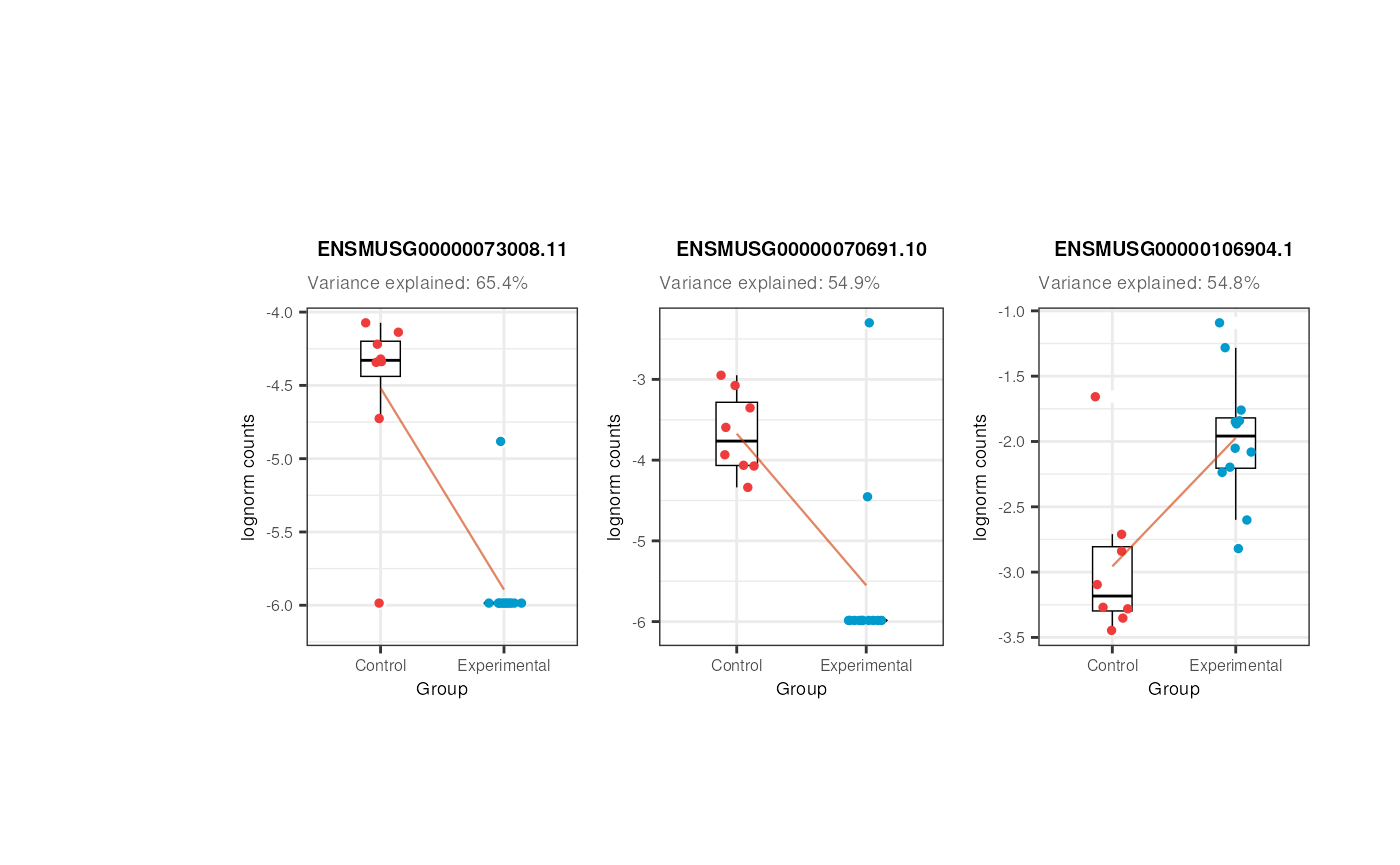 ENSMUSG00000073008.11
Variance explained: 65.4%
lognorm counts
-4.0
-4.5
-5.0
-5.5
-6.0
Control
Experimental
Group
ENSMUSG00000070691.10
Variance explained: 54.9%
lognorm counts
-3
-4
-5
-6
Control
Experimental
Group
ENSMUSG00000106904.1
Variance explained: 54.8%
lognorm counts
-1.0
-1.5
-2.0
-2.5
-3.0
-3.5
Control
Experimental
Group